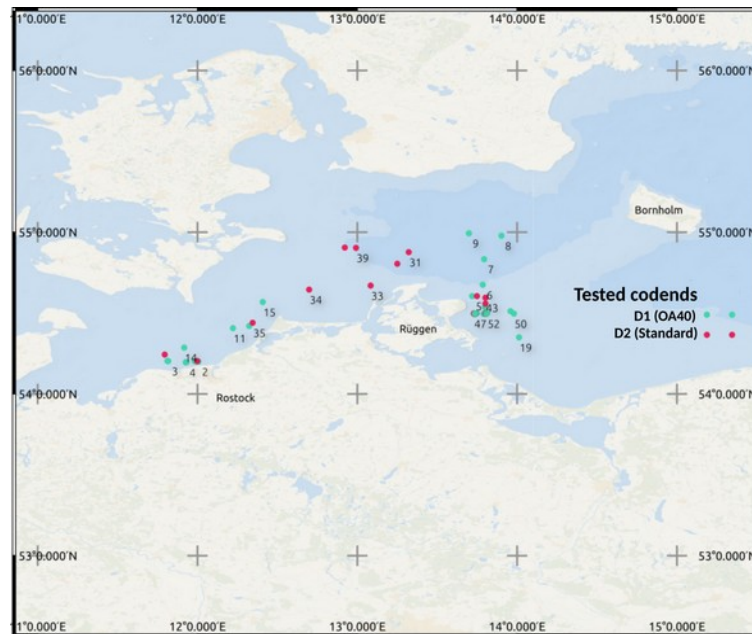 11°0.000'E 12°0.000'E 13°0.000'E 14°0.000'E 15°0.000'E
56°0.000'N 56°0.000'N
Bornholm
55°0.000'N 55°0.000'N
9 8
39
31 7
Tested codends
34 33 6
15 D1 (OA40)
43
47 52 50
11 35 Rüggen D2 (Standard)
19
14
3 4 2
54°0.000'N 54°0.000'N
Rostock
53°0.000'N 53°0.000'N
12°0.000'E 13°0.000'E 14°0.000'E 15°0.000'E